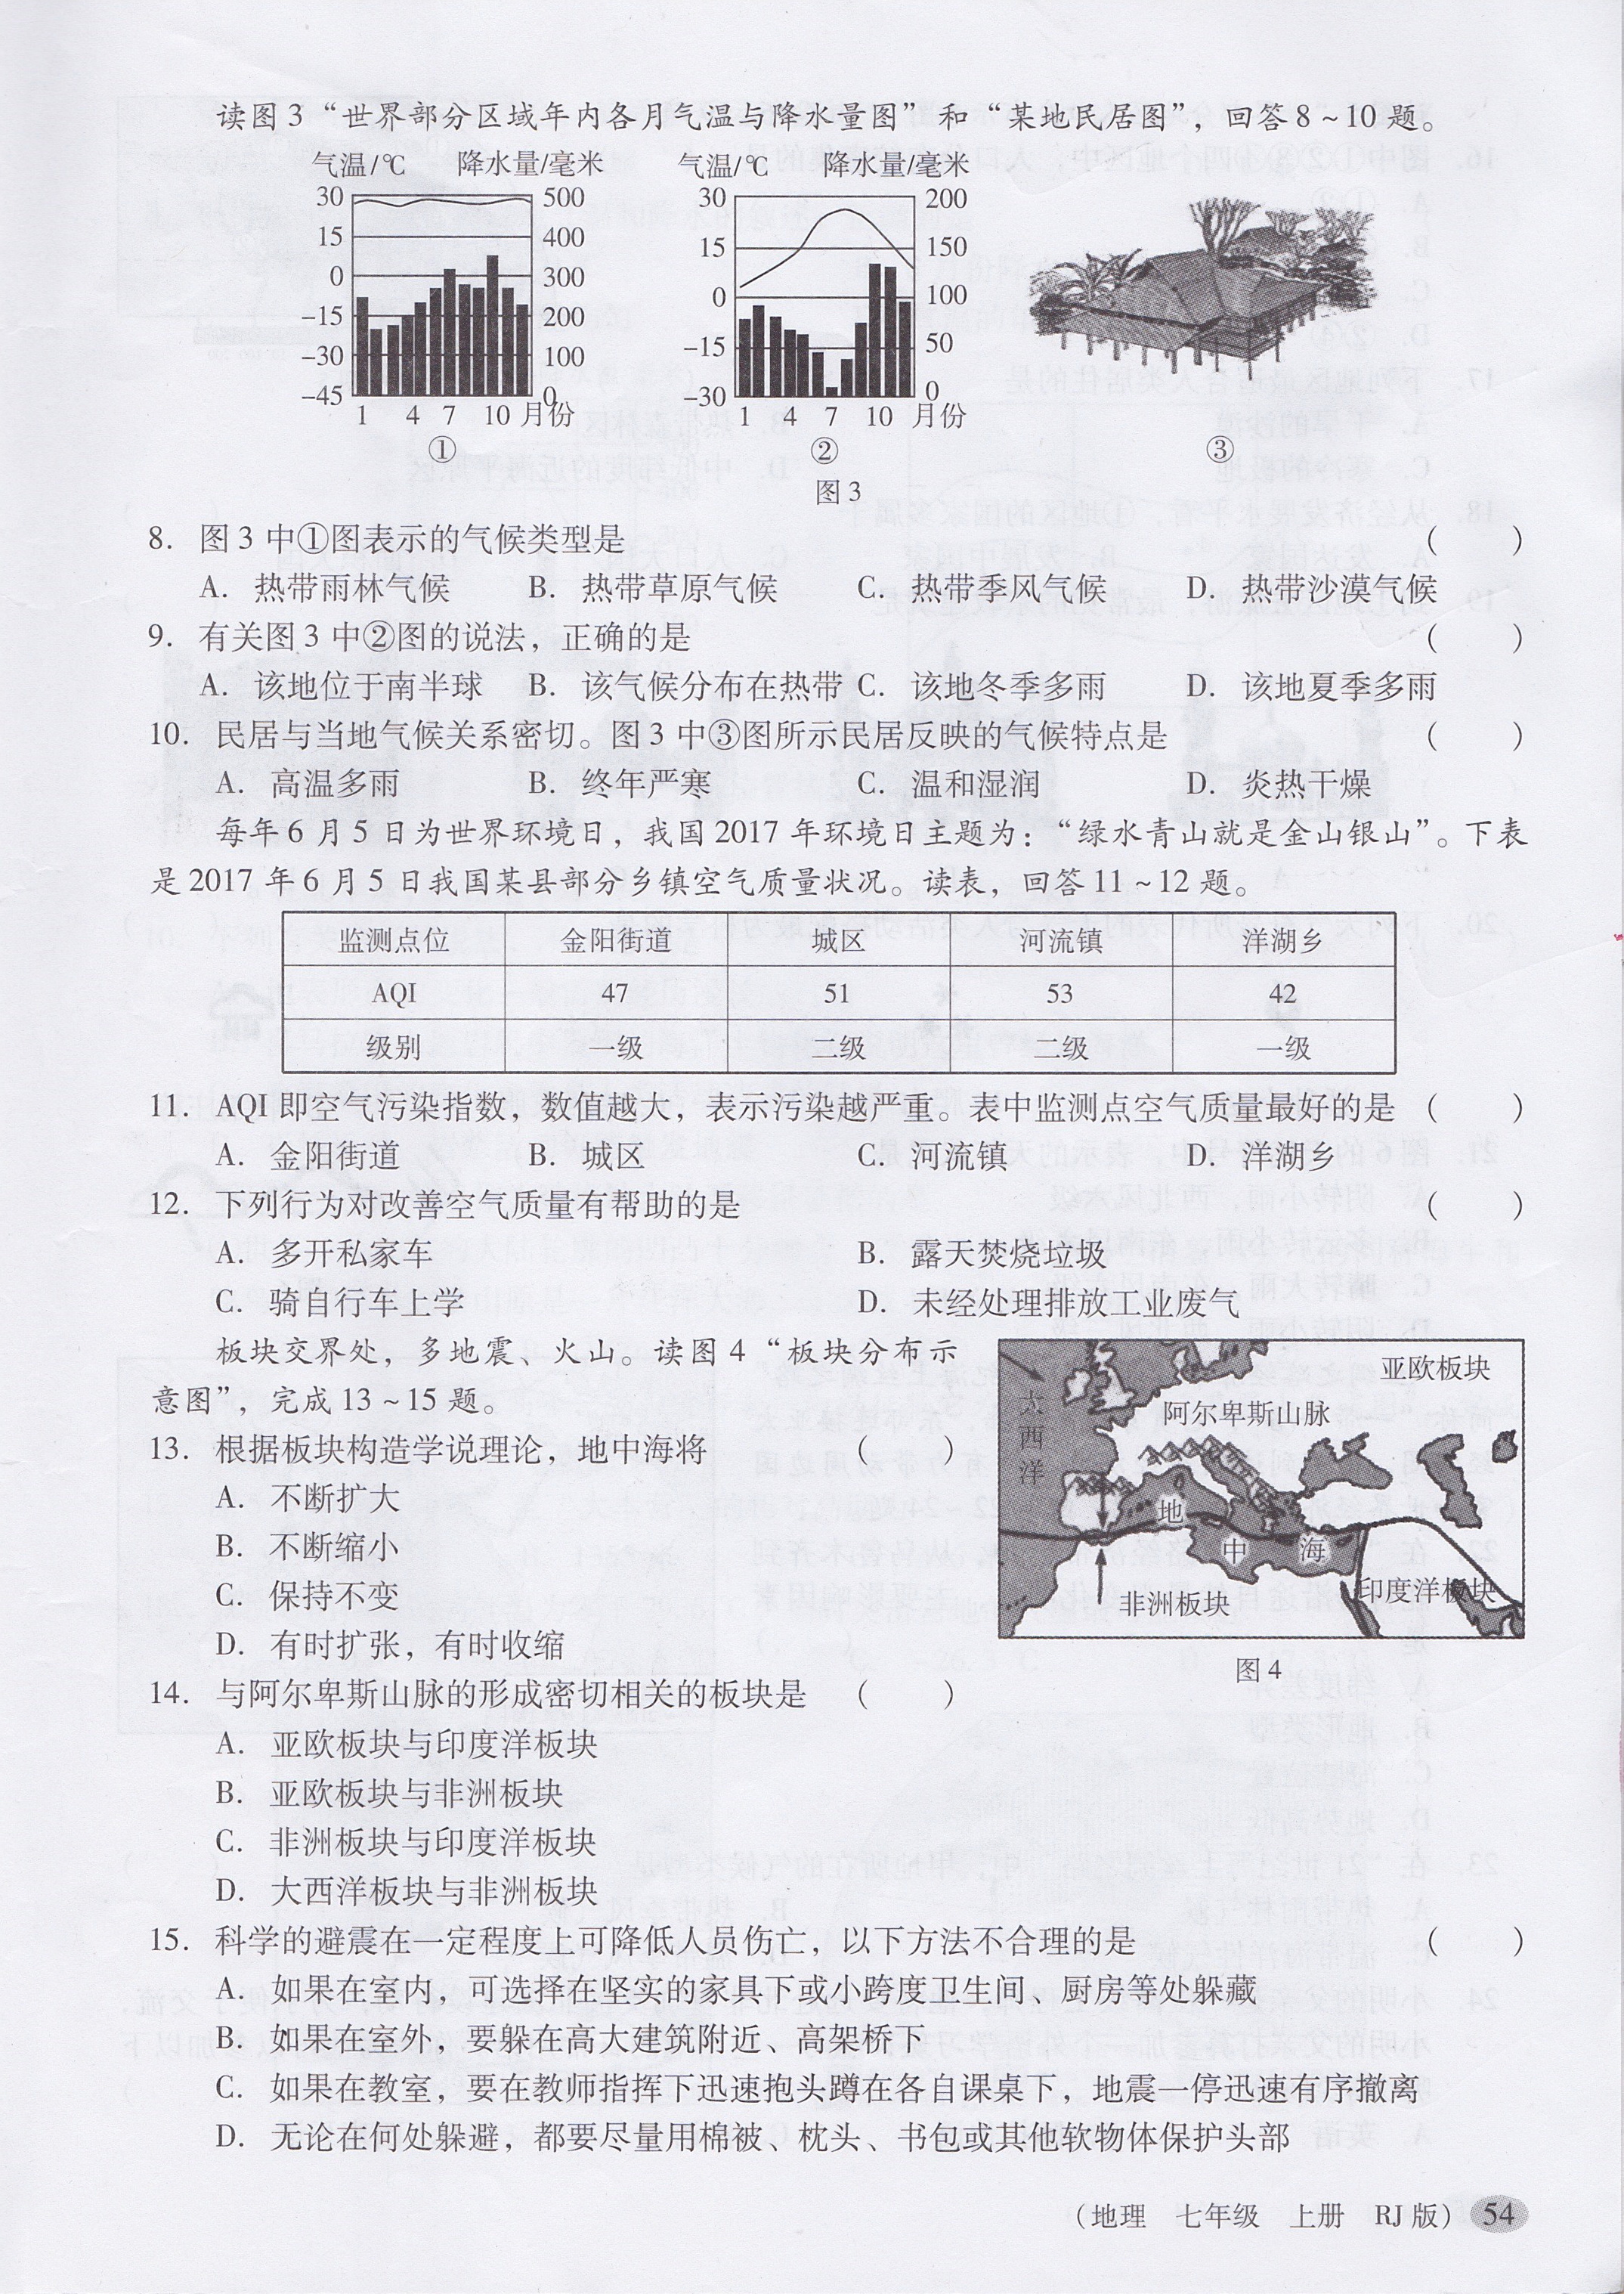 读图 3 “世界部分区域年内各月气温与降水量图” 和 “某地民居图”，回答 8 ~ 10 题。
气温/℃ 降水量/毫米 气温/℃ 降水量/毫米
30 500 30 200
15 400 15 150
0 300 0 100
-15 200 -15 50
-30 100 -30 0
-45 0
1 4 7 10 月份 1 4 7 10 月份
① ② ③
图 3
8. 图 3 中①图表示的气候类型是 ( )
A. 热带雨林气候 B. 热带草原气候 C. 热带季风气候 D. 热带沙漠气候
9. 有关图 3 中②图的说法，正确的是 ( )
A. 该地位于南半球 B. 该气候分布在热带 C. 该地冬季多雨 D. 该地夏季多雨
10. 民居与当地气候关系密切。图 3 中③图所示民居反映的气候特点是 ( )
A. 高温多雨 B. 终年严寒 C. 温和湿润 D. 炎热干燥
每年 6 月 5 日为世界环境日，我国 2017 年环境日主题为：“绿水青山就是金山银山”。下表
是 2017 年 6 月 5 日我国某县部分乡镇空气质量状况。读表，回答 11 ~ 12 题。
监测点位 金阳街道 城区 河流镇 洋湖乡
AQI 47 51 53 42
级别 一级 二级 二级 一级
11. AQI 即空气污染指数，数值越大，表示污染越严重。表中监测点空气质量最好的是 ( )
A. 金阳街道 B. 城区 C. 河流镇 D. 洋湖乡
12. 下列行为对改善空气质量有帮助的是 ( )
A. 多开私家车 B. 露天焚烧垃圾
C. 骑自行车上学 D. 未经处理排放工业废气
板块交界处，多地震、火山。读图 4 “板块分布示
意图”，完成 13 ~ 15 题。
13. 根据板块构造学说理论，地中海将 ( )
A. 不断扩大
B. 不断缩小
C. 保持不变
D. 有时扩张，有时收缩
亚欧板块
阿尔卑斯山脉
太西洋
地中海
非洲板块
印度洋板块
图 4
14. 与阿尔卑斯山脉的形成密切相关的板块是 ( )
A. 亚欧板块与印度洋板块
B. 亚欧板块与非洲板块
C. 非洲板块与印度洋板块
D. 大西洋板块与非洲板块
15. 科学的避震在一定程度上可降低人员伤亡，以下方法不合理的是 ( )
A. 如果在室内，可选择在坚实的家具下或小跨度卫生间、厨房等处躲藏
B. 如果在室外，要躲在高大建筑附近、高架桥下
C. 如果在教室，要在教师指挥下迅速抱头蹲在各自课桌下，地震一停迅速有序撤离
D. 无论在何处躲避，都要尽量用棉被、枕头、书包或其他软物体保护头部
(地理 七年级 上册 RJ 版) 54